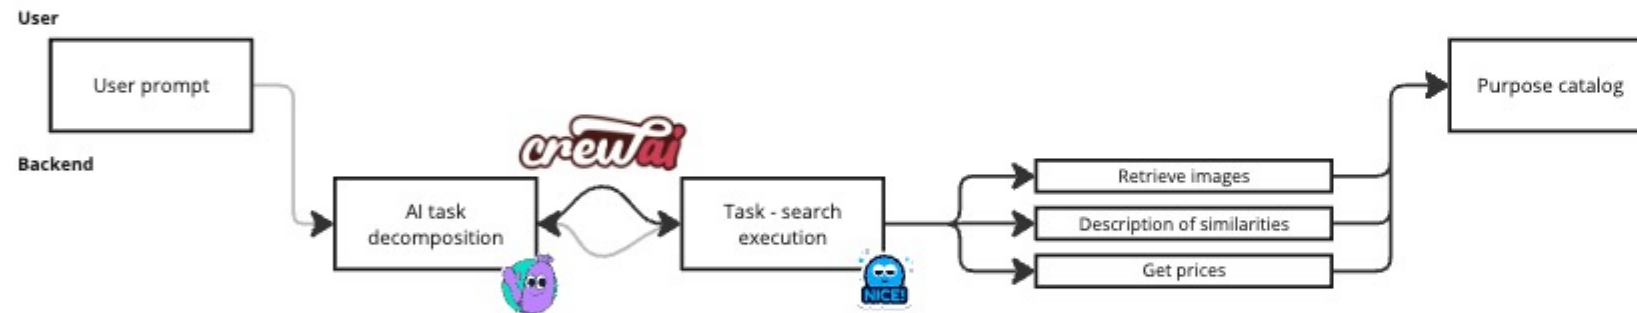 User
User prompt
Purpose catalog
Backend
crewai
AI task
decomposition
Task - search
execution
NICE!
Retrieve images
Description of similarities
Get prices